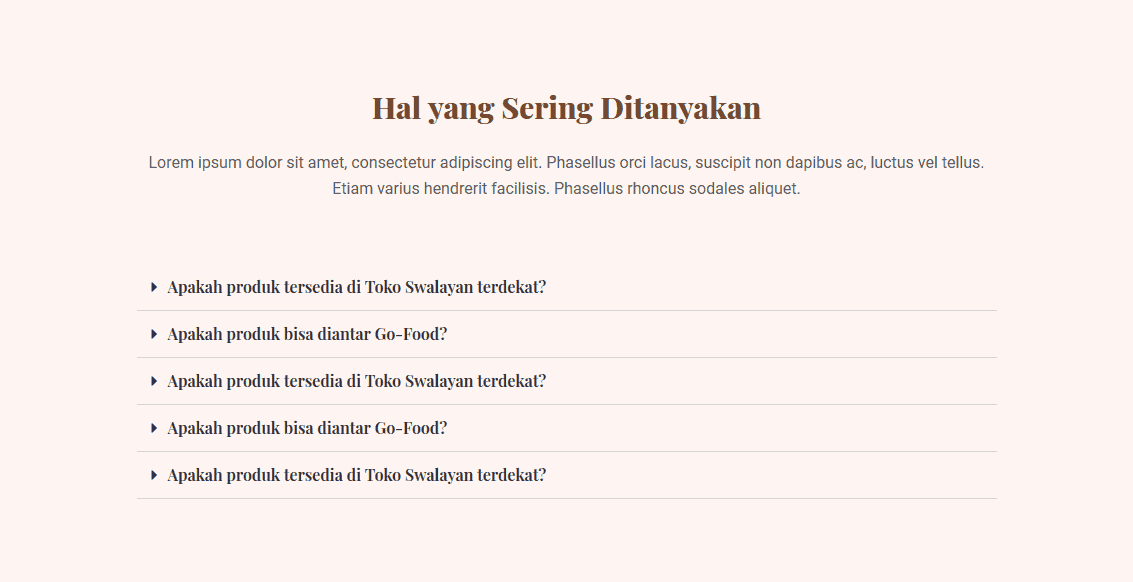 Hal yang Sering Ditanyakan
Lorem ipsum dolor sit amet, consectetur adipiscing elit. Phasellus orci lacus, suscipit non dapibus ac, luctus vel tellus.
Etiam varius hendrerit facilisis. Phasellus rhoncus sodales aliquet.
Apakah produk tersedia di Toko Swalayan terdekat?
Apakah produk bisa diantar Go-Food?
Apakah produk tersedia di Toko Swalayan terdekat?
Apakah produk bisa diantar Go-Food?
Apakah produk tersedia di Toko Swalayan terdekat?